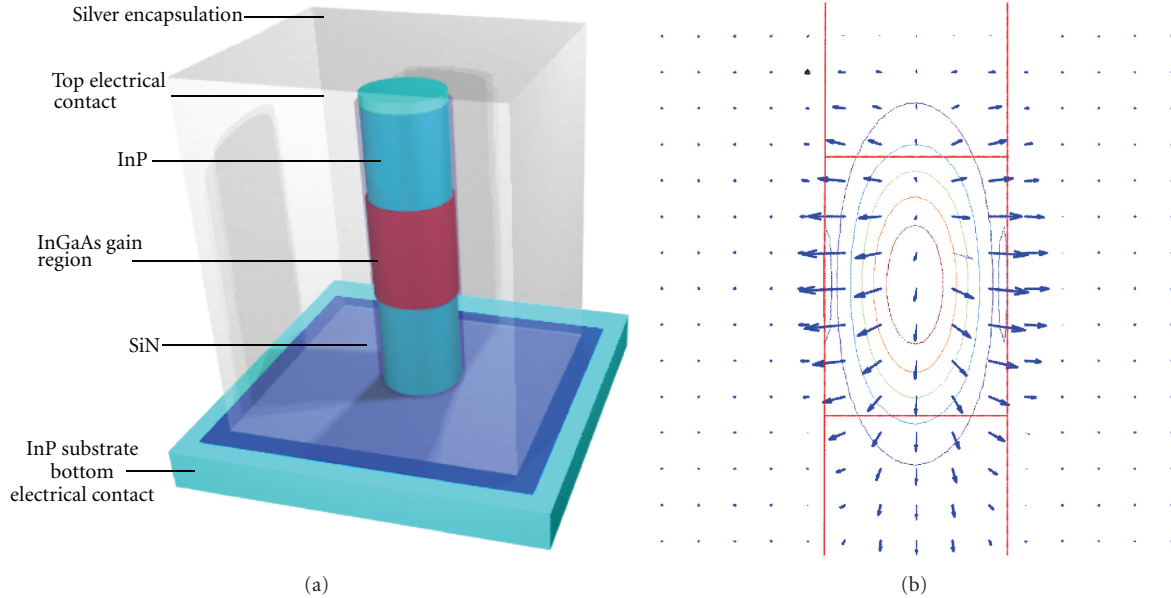 Silver encapsulation
Top electrical
contact
InP
InGaAs gain
region
SiN
InP substrate
bottom
electrical contact
(a)
(b)